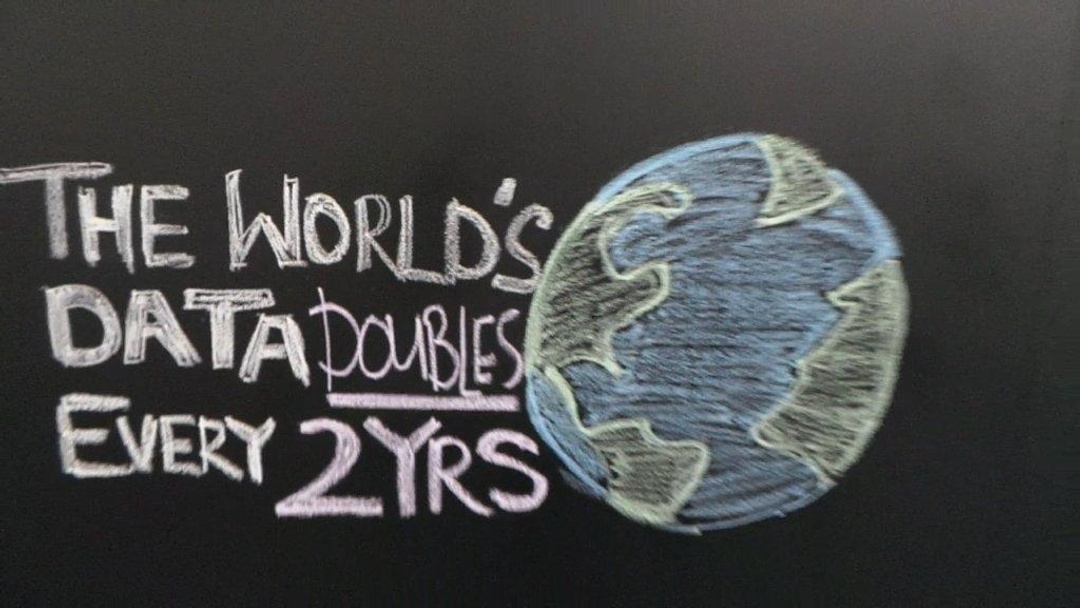 THE WORLD'S
DATA DOUBLES
EVERY 2YRS